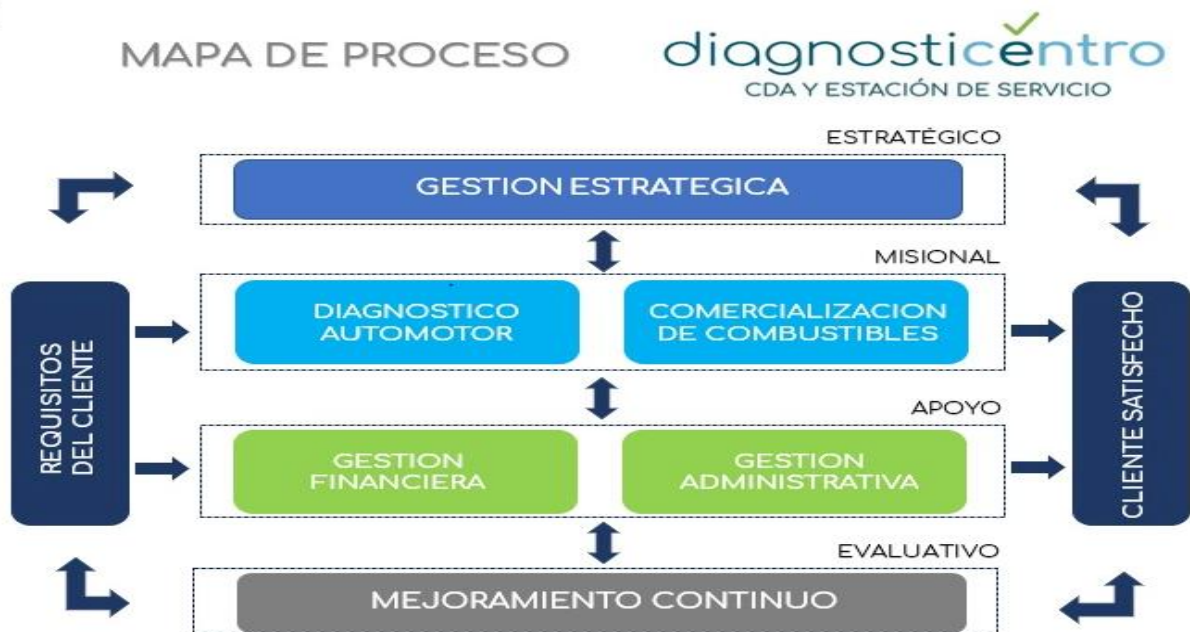 MAPA DE PROCESO
diagnosticentro
CDA Y ESTACIÓN DE SERVICIO
ESTRATÉGICO
GESTION ESTRATEGICA
MISIONAL
REQUISITOS
DEL CLIENTE
DIAGNOSTICO
AUTOMOTOR
COMERCIALIZACION
DE COMBUSTIBLES
CLIENTE SATISFECHO
APOYO
GESTION
FINANCIERA
GESTION
ADMINISTRATIVA
EVALUATIVO
MEJORAMIENTO CONTINUO